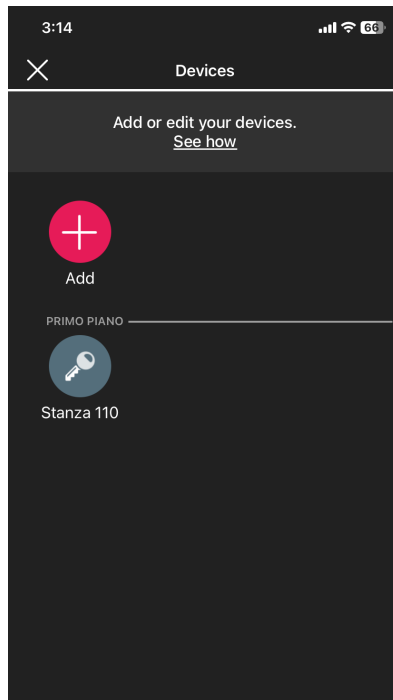 3:14
66
Devices
Add or edit your devices.
See how
Add
PRIMO PIANO
Stanza 110